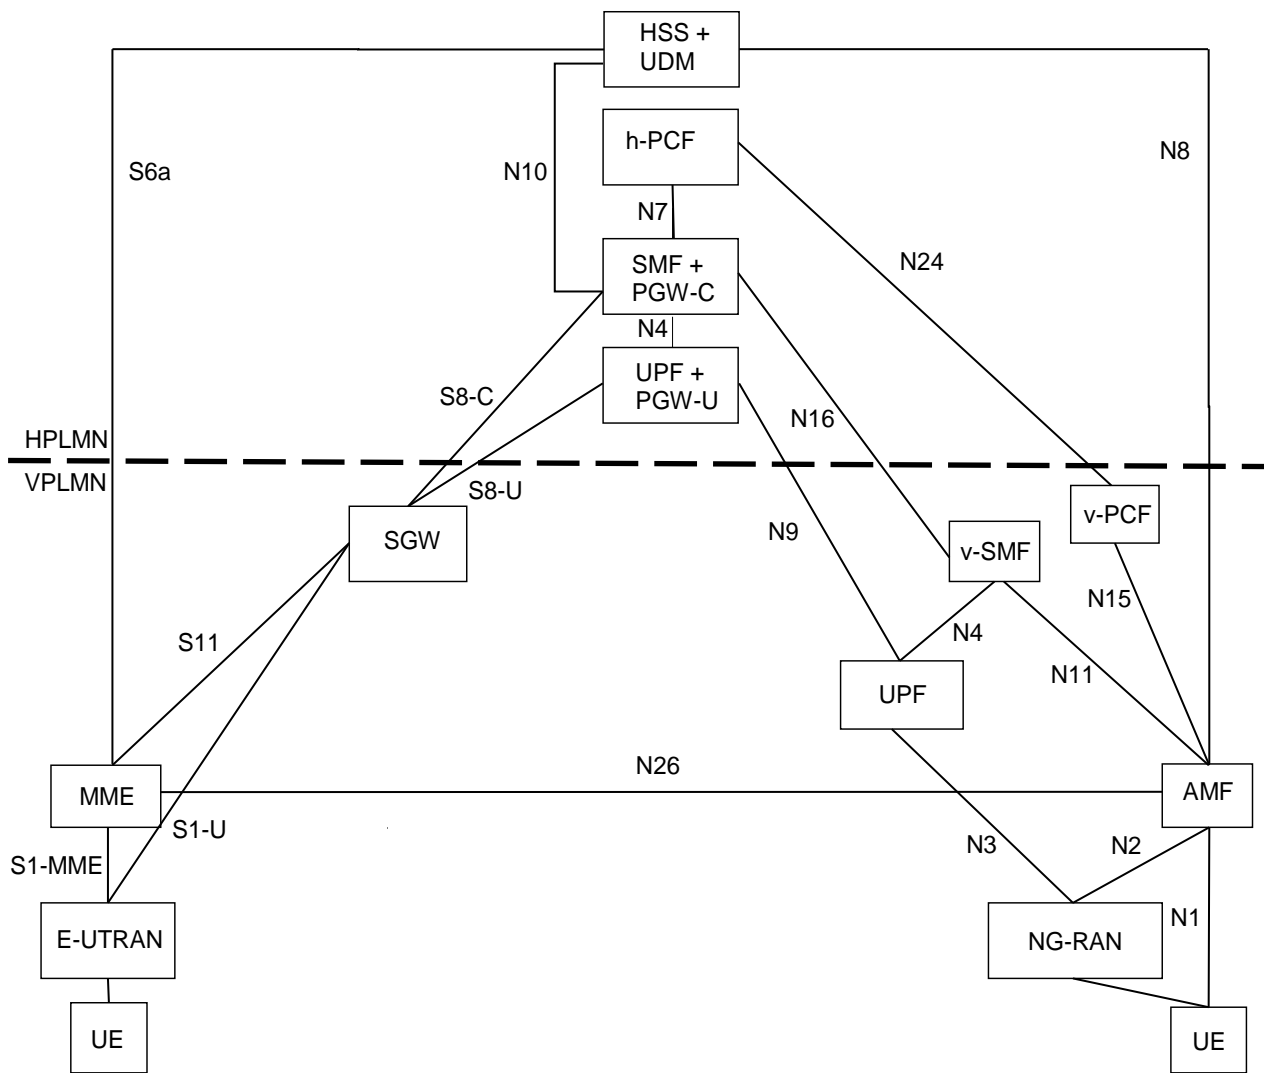 HSS +
UDM
h-PCF
S6a
N10
N8
N7
SMF +
PGW-C
N24
N4
UPF +
PGW-U
S8-C
N16
HPLMN
VPLMN
S8-U
v-PCF
SGW
N9
v-SMF
N15
S11
N4
N11
UPF
N26
MME
AMF
S1-U
N3
N2
S1-MME
N1
E-UTRAN
NG-RAN
UE
UE